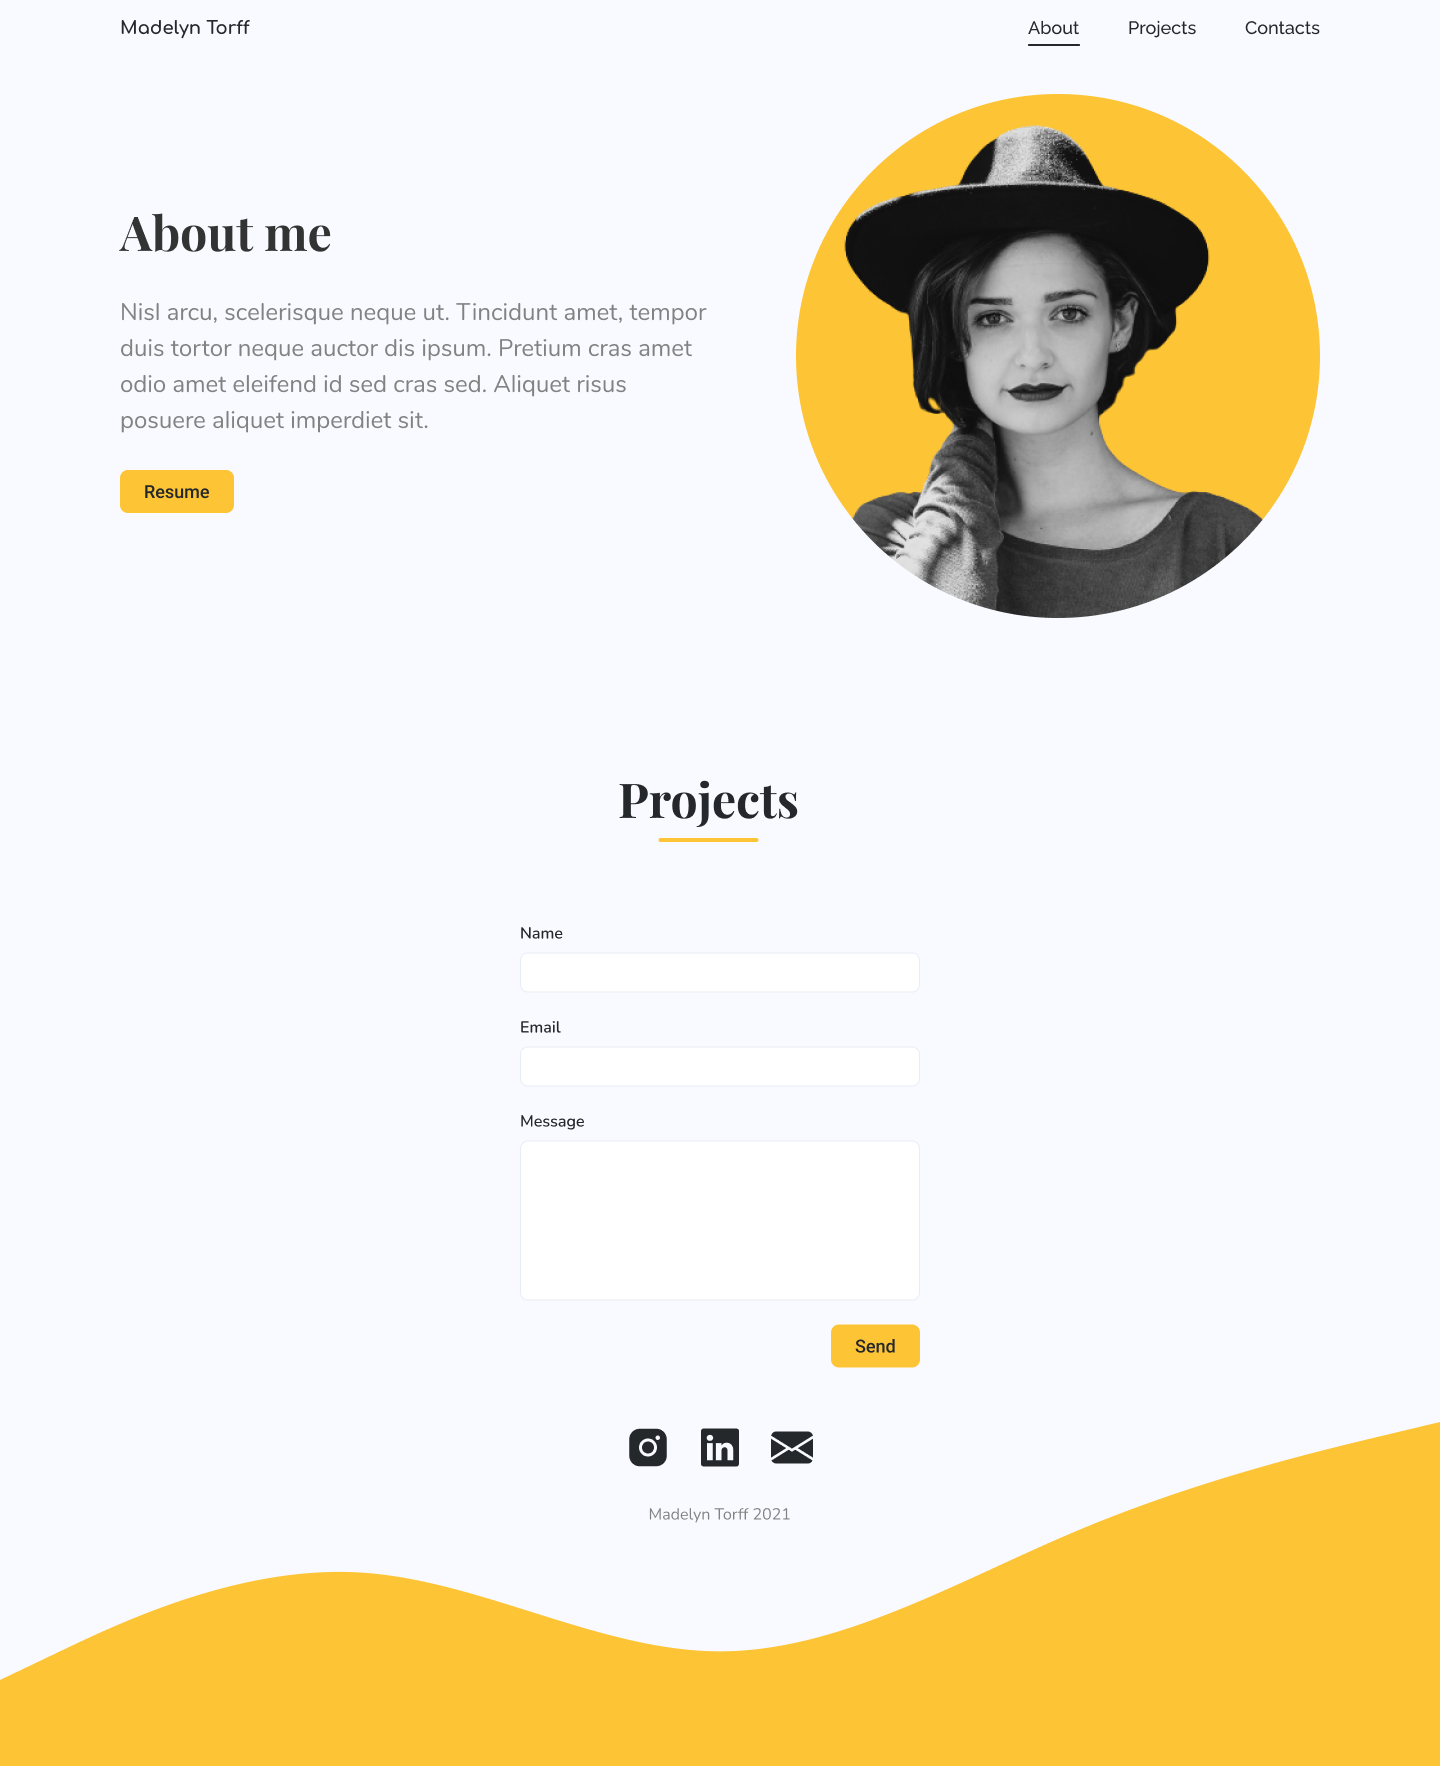 Madelyn Torff
About
Projects
Contacts
About me
Nisl arcu, scelerisque neque ut. Tincidunt amet, tempor
duis tortor neque auctor dis ipsum. Pretium cras amet
odio amet eleifend id sed cras sed. Aliquet risus
posuere aliquet imperdiet sit.
Resume
Projects
Name
Email
Message
Send
in
Madelyn Torff 2021